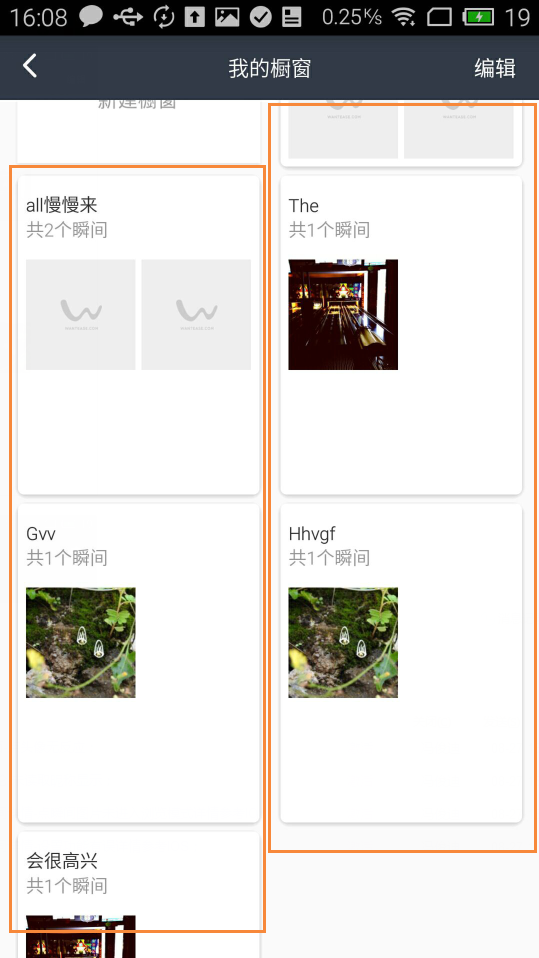 16:08
0.25K/s
19
我的橱窗
编辑
新建橱窗
all慢慢来
共2个瞬间
The
共1个瞬间
Gvv
共1个瞬间
Hhvgf
共1个瞬间
会很高兴
共1个瞬间